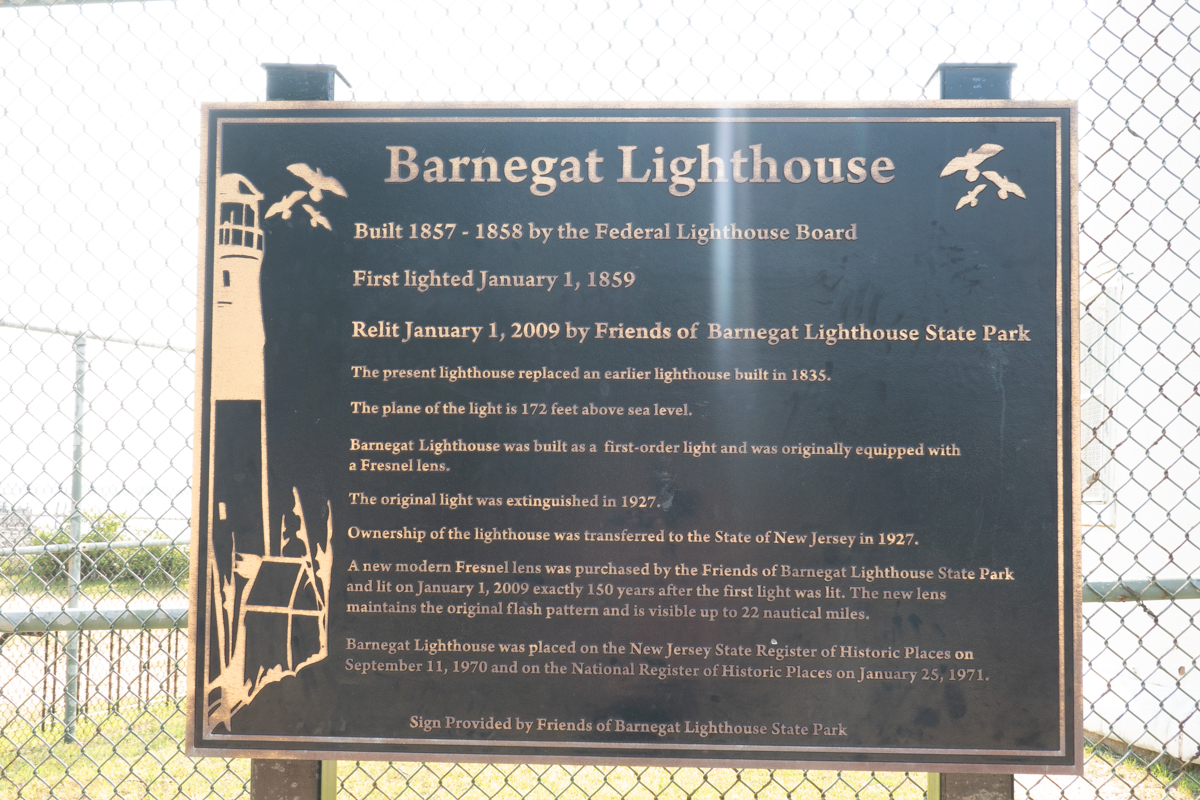 Barnegat Lighthouse
Built 1857 - 1858 by the Federal Lighthouse Board
First lighted January 1, 1859
Relit January 1, 2009 by Friends of Barnegat Lighthouse State Park
The present lighthouse replaced an earlier lighthouse built in 1835.
The plane of the light is 172 feet above sea level.
Barnegat Lighthouse was built as a first-order light and was originally equipped with
a Fresnel lens.
The original light was extinguished in 1927.
Ownership of the lighthouse was transferred to the State of New Jersey in 1927.
A new modern Fresnel lens was purchased by the Friends of Barnegat Lighthouse State Park
and lit on January 1, 2009 exactly 150 years after the first light was lit. The new lens
maintains the original flash pattern and is visible up to 22 nautical miles.
Barnegat Lighthouse was placed on the New Jersey State Register of Historic Places on
September 11, 1970 and on the National Register of Historic Places on January 25, 1971.
Sign Provided by Friends of Barnegat Lighthouse State Park